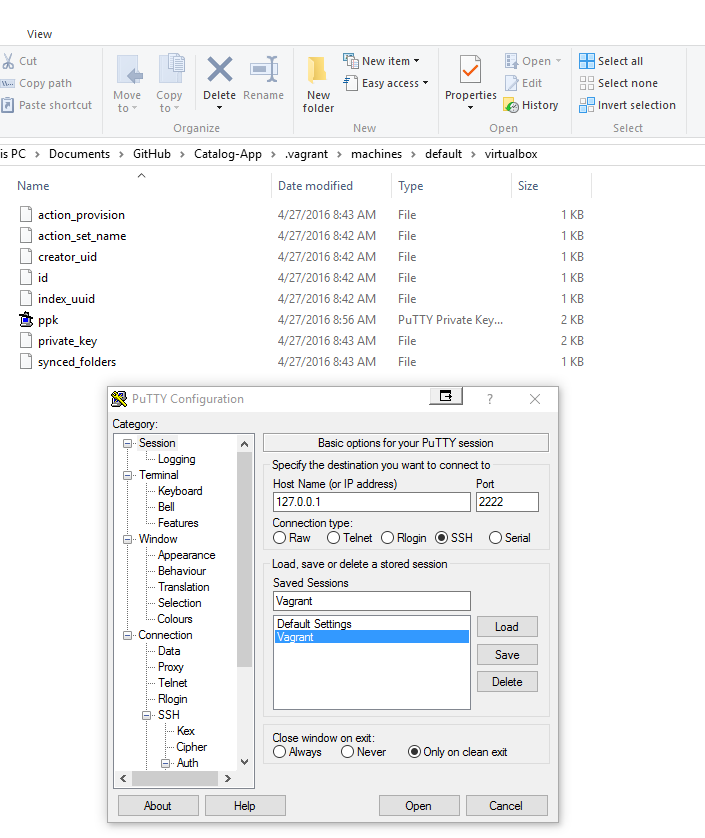 View
Cut
Copy path
Paste shortcut
Move to
Copy to
Delete
Rename
Organize
New folder
New item
Easy access
New
Properties
Open
Edit
History
Open
Select all
Select none
Invert selection
Select
is PC > Documents > GitHub > Catalog-App > .vagrant > machines > default > virtualbox
Name Date modified Type Size
action_provision 4/27/2016 8:43 AM File 1 KB
action_set_name 4/27/2016 8:42 AM File 1 KB
creator_uid 4/27/2016 8:42 AM File 1 KB
id 4/27/2016 8:42 AM File 1 KB
index_uuid 4/27/2016 8:42 AM File 1 KB
ppk 4/27/2016 8:56 AM PuTTY Private Key... 2 KB
private_key 4/27/2016 8:43 AM File 2 KB
synced_folders 4/27/2016 8:43 AM File 1 KB
PuTTY Configuration ?
Category:
Session
Logging
Terminal
Keyboard
Bell
Features
Window
Appearance
Behaviour
Translation
Selection
Colours
Connection
Data
Proxy
Telnet
Rlogin
SSH
Kex
Cipher
Auth
Basic options for your PuTTY session
Specify the destination you want to connect to
Host Name (or IP address) Port
127.0.0.1 2222
Connection type:
Raw Telnet Rlogin SSH Serial
Load, save or delete a stored session
Saved Sessions
Vagrant
Default Settings
Vagrant
Load
Save
Delete
Close window on exit:
Always Never Only on clean exit
About Help Open Cancel